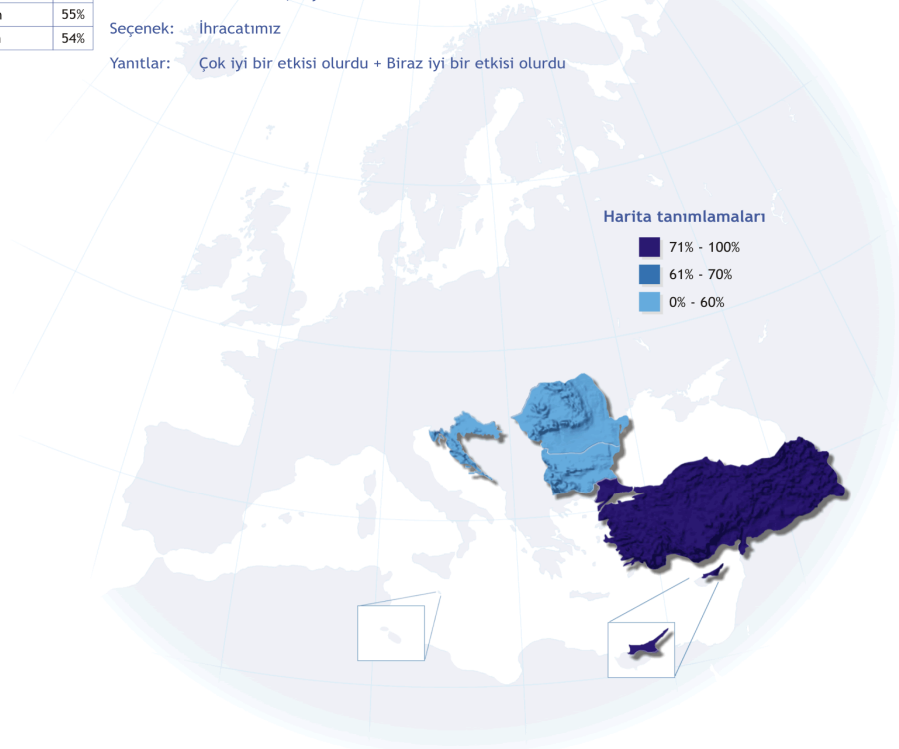 55%
54%
Seçenek: İhracatımız
Yanıtlar: Çok iyi bir etkisi olurdu + Biraz iyi bir etkisi olurdu
Harita tanımlamaları
71% - 100%
61% - 70%
0% - 60%